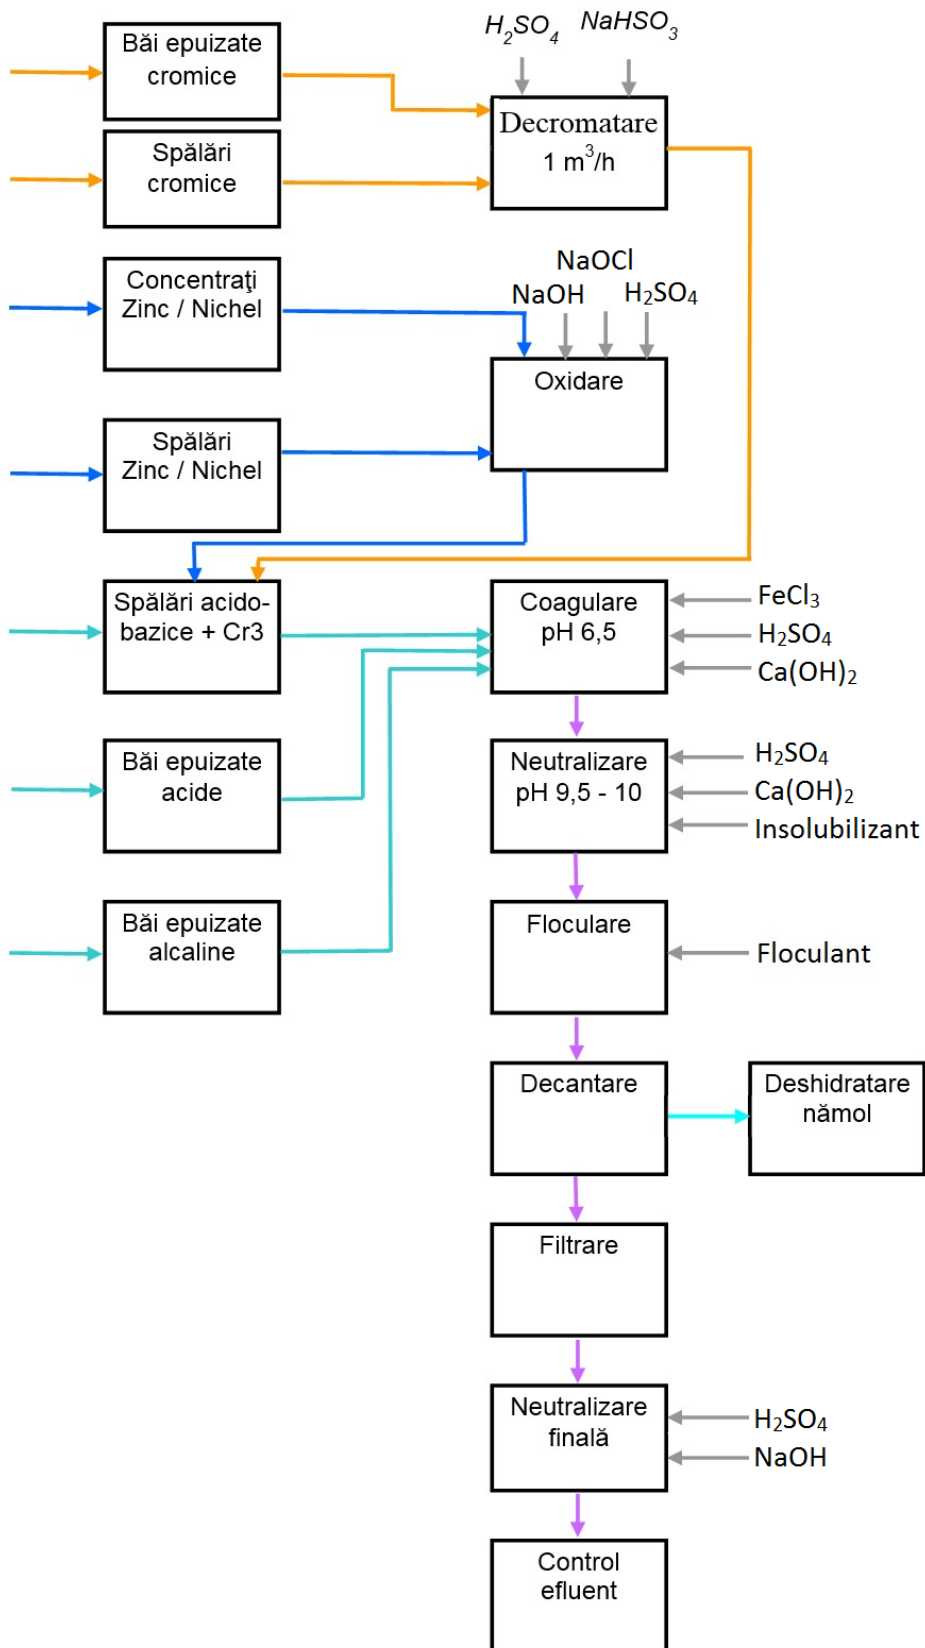 Băi epuizate
cromice
H₂SO₄
NaHSO₃
Decromatare
1 m³/h
Spălări
cromice
Concentraţi
Zinc / Nichel
NaOCl
NaOH
H₂SO₄
Oxidare
Spălări
Zinc / Nichel
Spălări acido-
bazice + Cr3
Coagulare
pH 6,5
FeCl₃
H₂SO₄
Ca(OH)₂
Băi epuizate
acide
Neutralizare
pH 9,5 - 10
H₂SO₄
Ca(OH)₂
Insolubilizant
Băi epuizate
alcaline
Floculare
Floculant
Decantare
Deshidratare
nămol
Filtrare
Neutralizare
finală
H₂SO₄
NaOH
Control
efluent